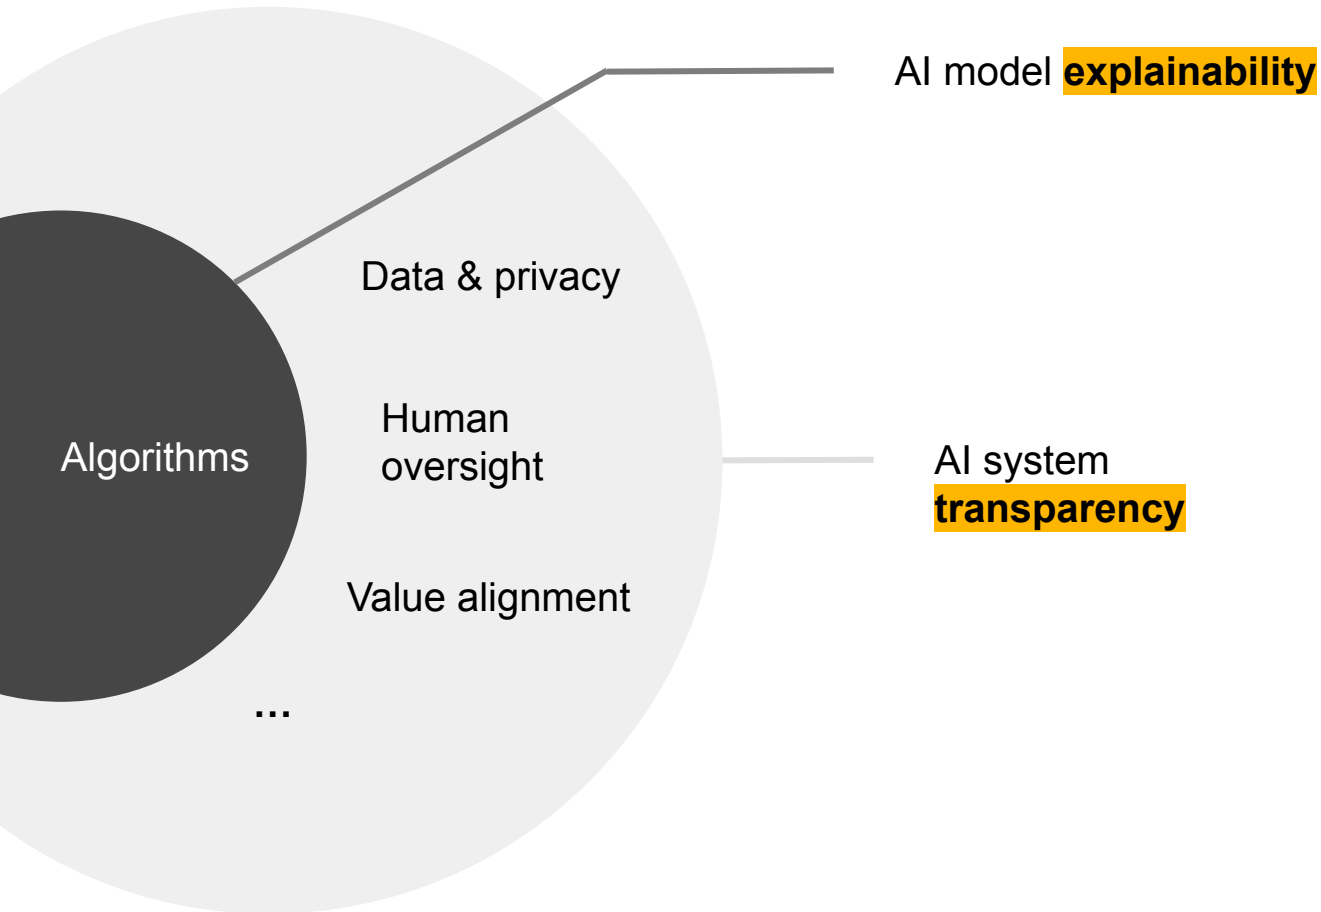 AI model explainability
Data & privacy
Human
oversight
Algorithms
AI system
transparency
Value alignment
...